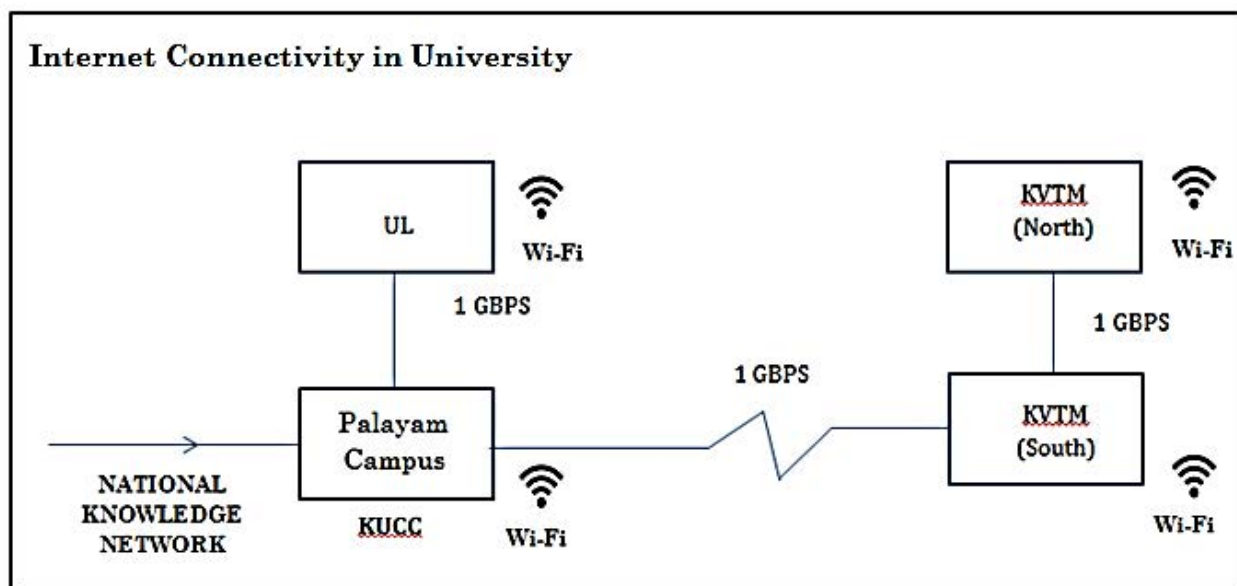 Internet Connectivity in University
UL
Wi-Fi
1 GBPS
KVTM
(North)
Wi-Fi
1 GBPS
NATIONAL
KNOWLEDGE
NETWORK
Palayam
Campus
KUCC
Wi-Fi
1 GBPS
KVTM
(South)
Wi-Fi